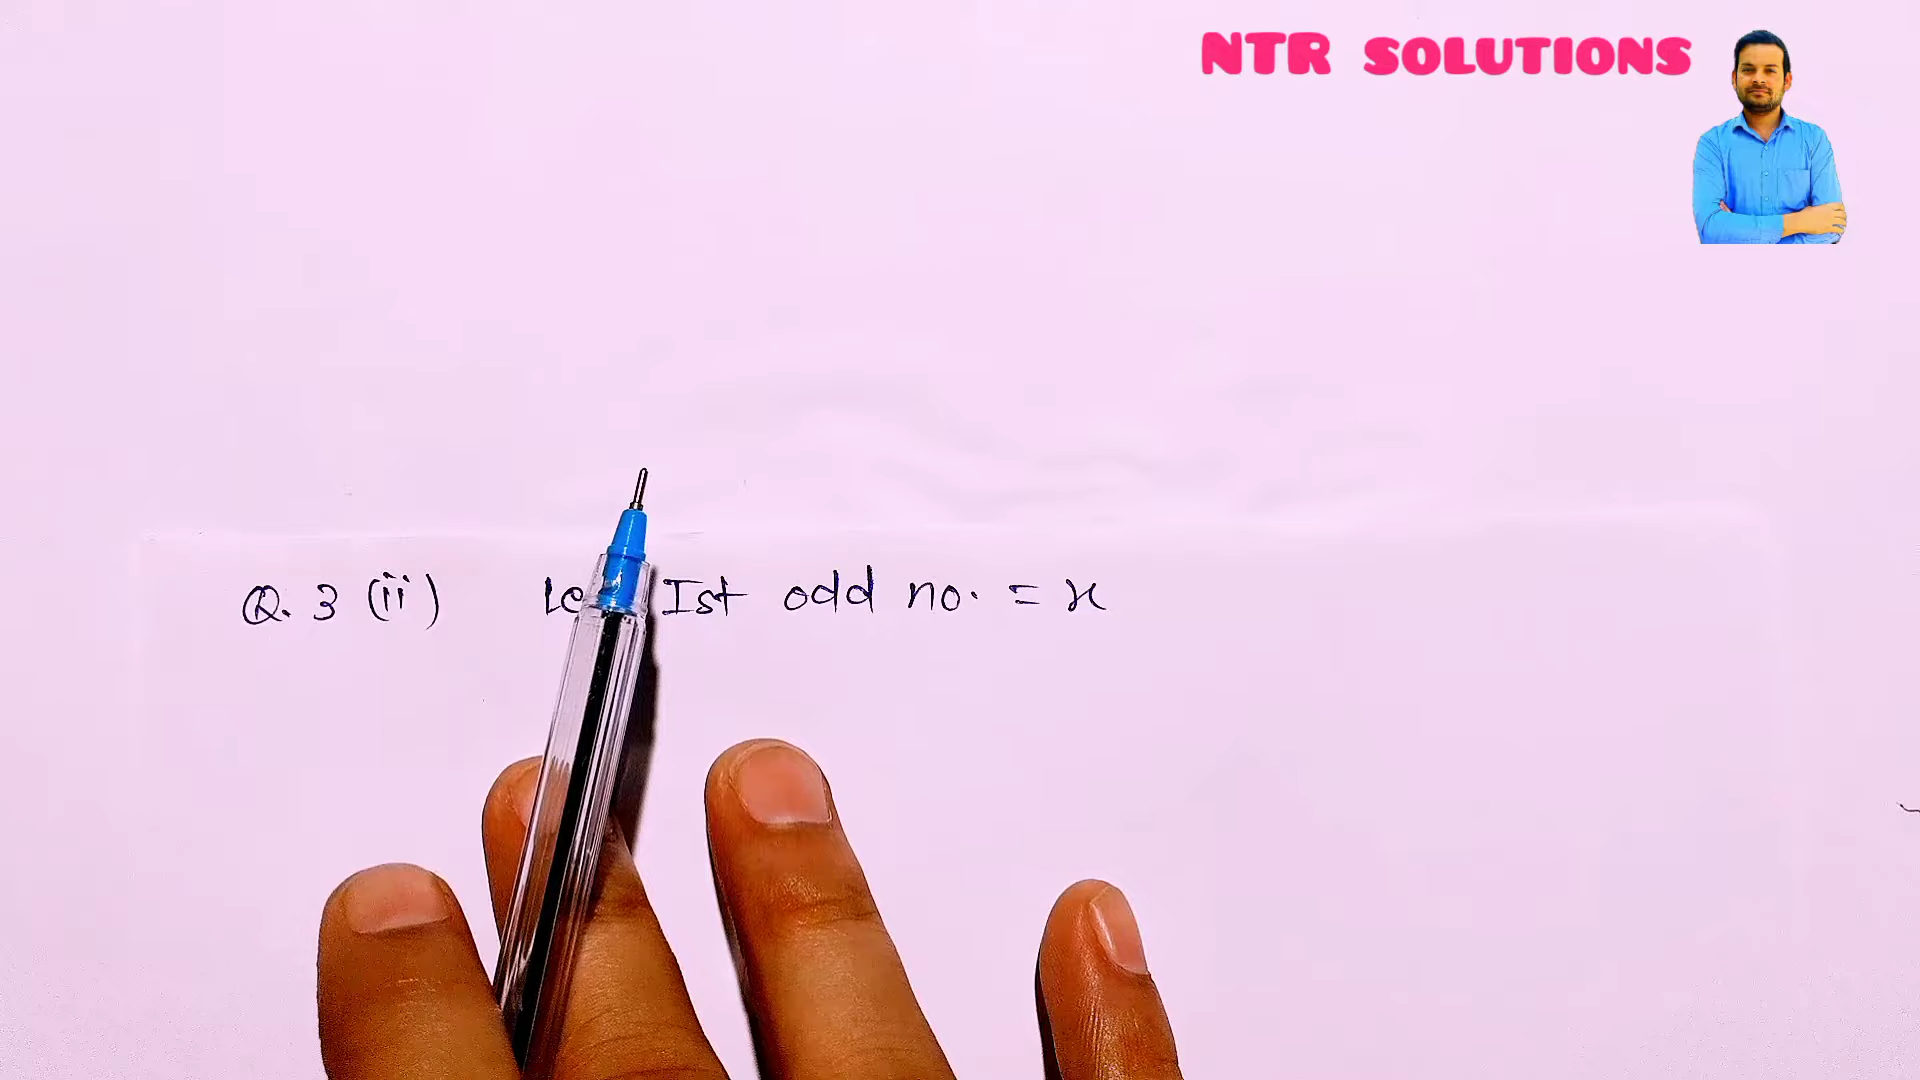 NTR SOLUTIONS
Q. 3 (ii) Ist odd no. = x